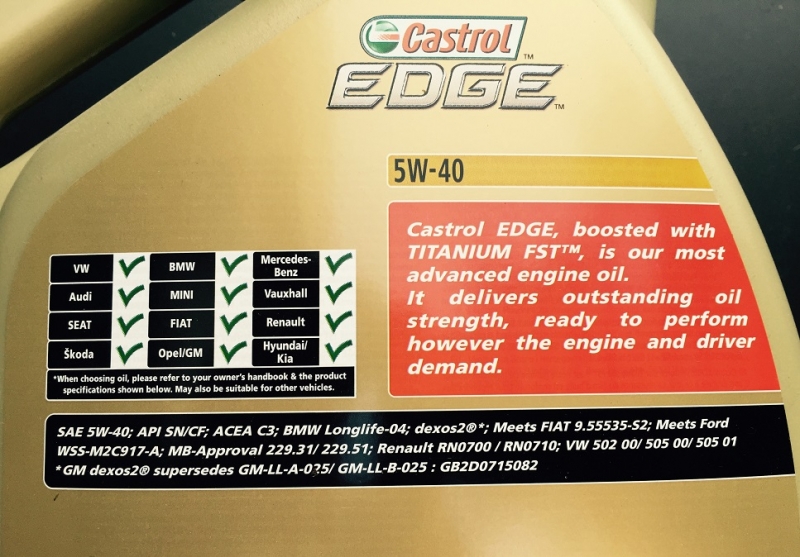 Castrol
EDGE™
™
5W-40
Castrol EDGE, boosted with
TITANIUM FST™, is our most
advanced engine oil.
It delivers outstanding oil
strength, ready to perform
however the engine and driver
demand.
VW BMW Mercedes-
Benz
Audi MINI Vauxhall
SEAT FIAT Renault
Škoda Opel/GM Hyundai/
Kia
*When choosing oil, please refer to your owner's handbook & the product
specifications shown below. May also be suitable for other vehicles.
SAE 5W-40; API SN/CF; ACEA C3; BMW Longlife-04; dexos2®*; Meets FIAT 9.55535-S2; Meets Ford
WSS-M2C917-A; MB-Approval 229.31/ 229.51; Renault RN0700 / RN0710; VW 502 00/ 505 00/ 505 01
*GM dexos2® supersedes GM-LL-A-025/ GM-LL-B-025 : GB2D0715082